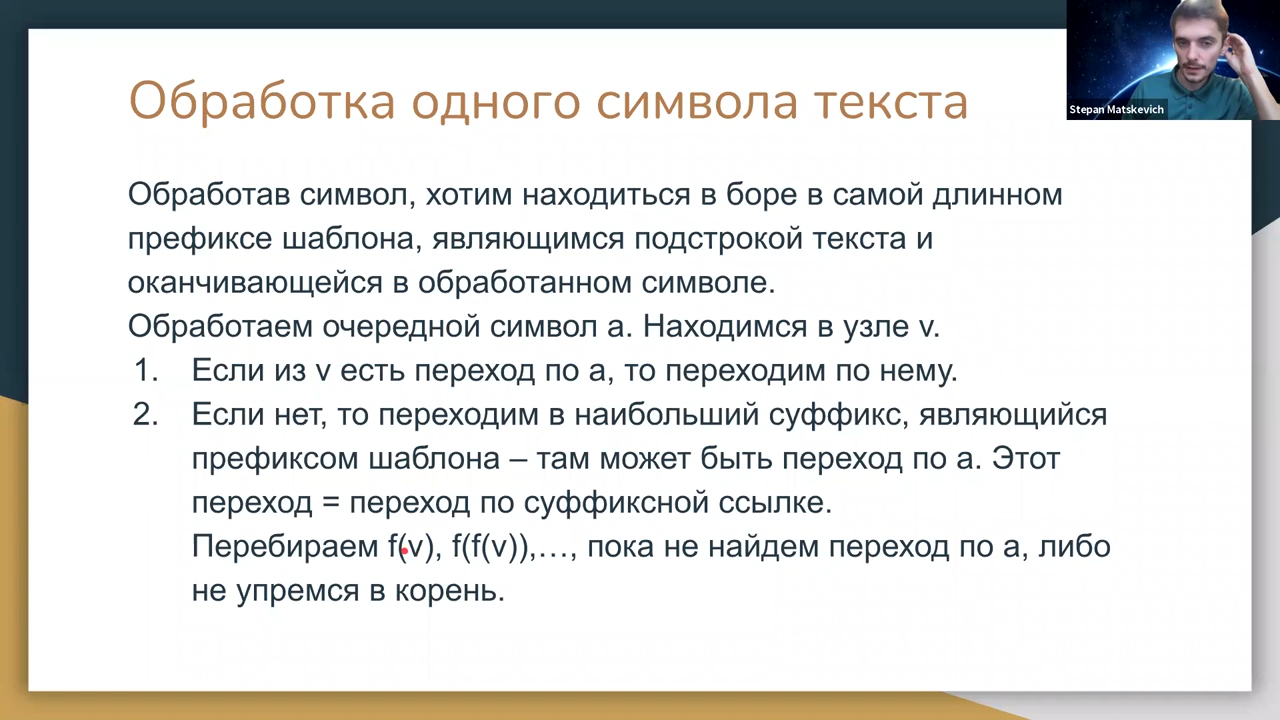 Обработка одного символа текста
Stepan Matskevich
Обработав символ, хотим находиться в боре в самой длинном
префиксе шаблона, являющимся подстрокой текста и
оканчивающейся в обработанном символе.
Обработаем очередной символ a. Находимся в узле v.
1. Если из v есть переход по a, то переходим по нему.
2. Если нет, то переходим в наибольший суффикс, являющийся
префиксом шаблона – там может быть переход по a. Этот
переход = переход по суффиксной ссылке.
Перебираем f(v), f(f(v)),…, пока не найдем переход по a, либо
не упремся в корень.